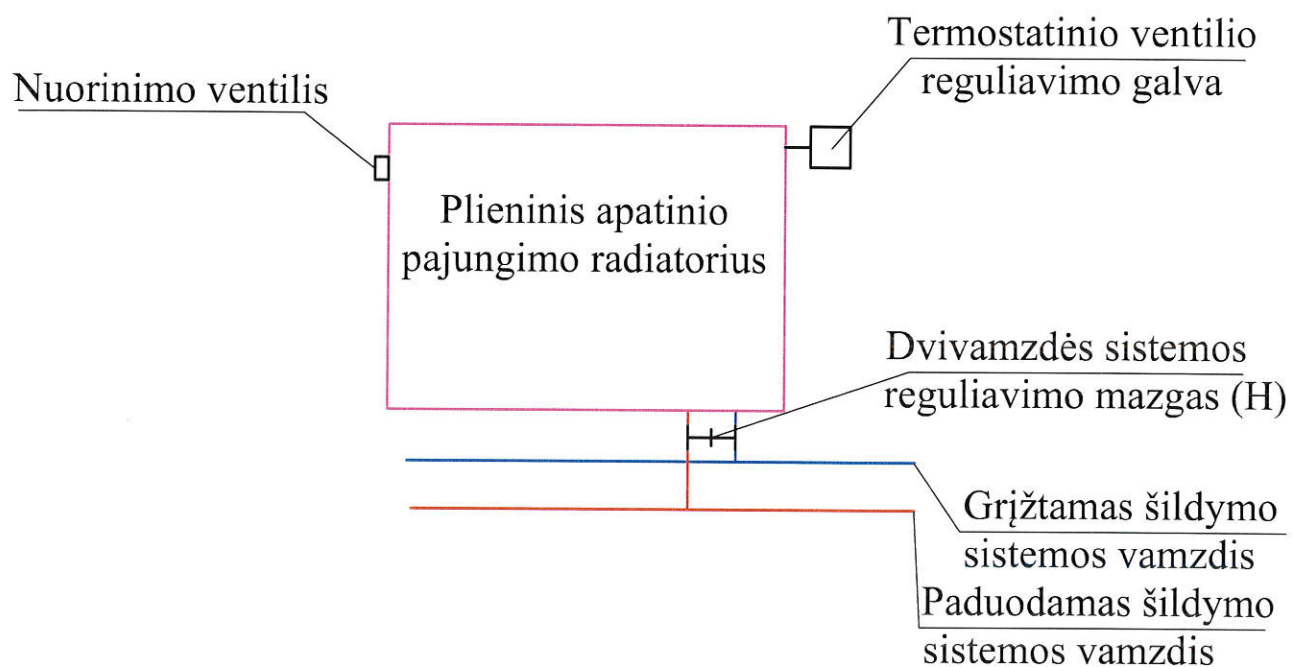 Termostatinio ventilio
reguliavimo galva
Nuorinimo ventilis
Plieninis apatinio
pajungimo radiatorius
Dvivamzdės sistemos
reguliavimo mazgas (H)
Grįžtamas šildymo
sistemos vamzdis
Paduodamas šildymo
sistemos vamzdis